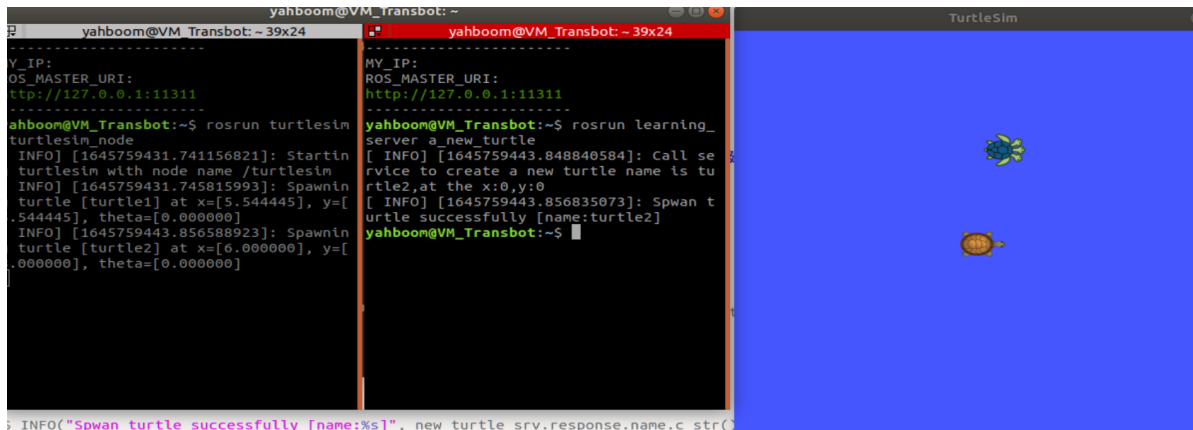 yahboom@VM_Transbot: ~
yahboom@VM_Transbot: ~ 39x24
-----------------------
Y_IP:
OS_MASTER_URI:
ttp://127.0.0.1:11311
-----------------------
ahboom@VM_Transbot:~$ rosrun turtlesim
turtlesim_node
INFO] [1645759431.741156821]: Startin
turtlesim with node name /turtlesim
INFO] [1645759431.745815993]: Spawnin
turtle [turtle1] at x=[5.544445], y=[
.544445], theta=[0.000000]
INFO] [1645759443.856588923]: Spawnin
turtle [turtle2] at x=[6.000000], y=[
.000000], theta=[0.000000]
]
yahboom@VM_Transbot: ~ 39x24
-----------------------
MY_IP:
ROS_MASTER_URI:
http://127.0.0.1:11311
-----------------------
yahboom@VM_Transbot:~$ rosrun learning_
server a_new_turtle
[ INFO] [1645759443.848840584]: Call se
rvice to create a new turtle name is tu
rtle2,at the x:0,y:0
[ INFO] [1645759443.856835073]: Spwan t
urtle successfully [name:turtle2]
yahboom@VM_Transbot:~$
TurtleSim
S_INFO("Spwan turtle successfully [name:%s]", new_turtle_srv.response.name.c_str()